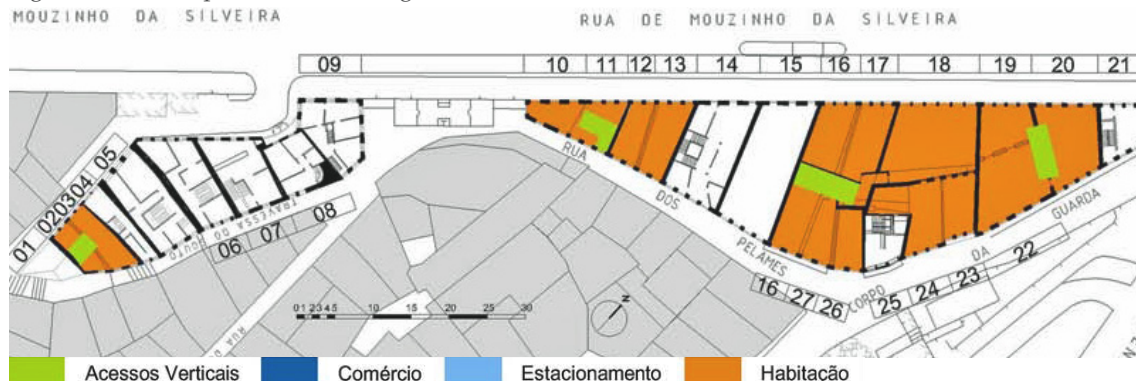 MOUZINHO DA SILVEIRA
RUA DE MOUZINHO DA SILVEIRA
09
10 11 12 13 14 15 16 17 18 19 20 21
01 02 03 04 05
TRAVESSA DO SOUTO
06 07 08
RUA DOS PELAMES
CORPO DA GUARDA
16 27 26
25 24 23 22
0 1 2 3 4 5 10 15 20 25 30
N
RUA D
Acessos Verticais
Comércio
Estacionamento
Habitação